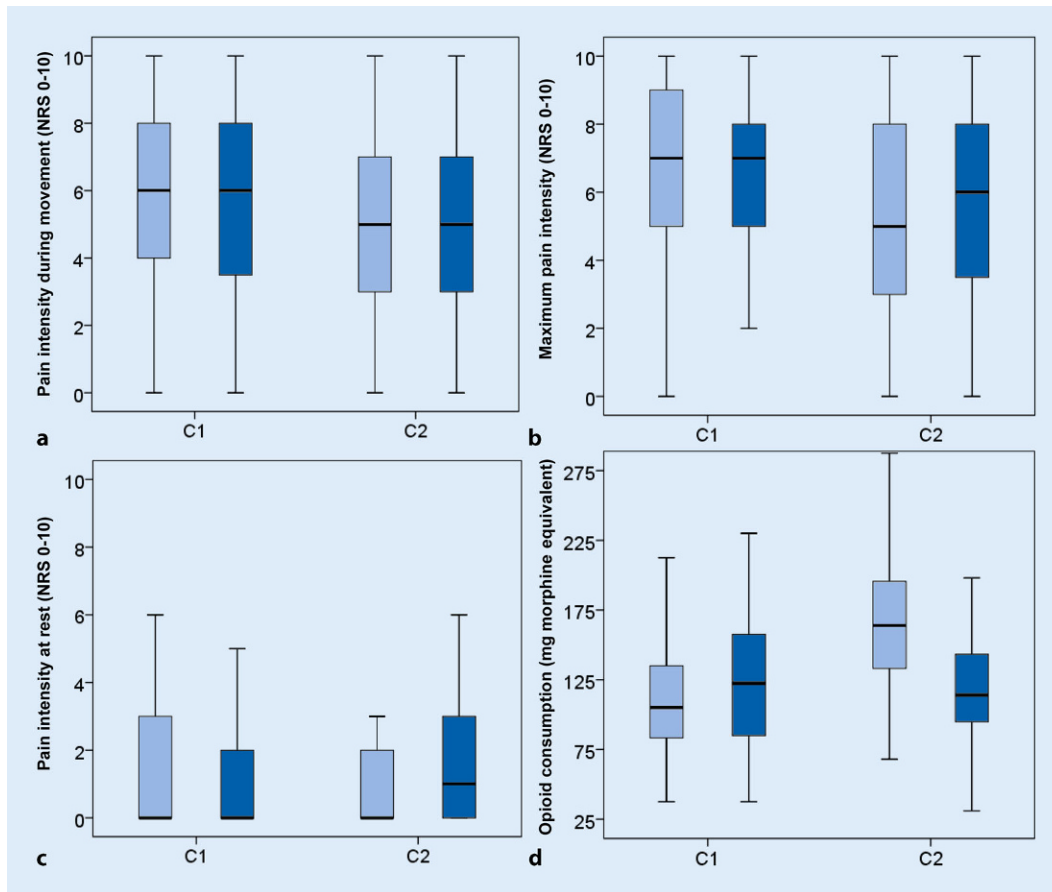 Pain intensity during movement (NRS 0-10)
10
8
6
4
2
0
C1
C2
a
Maximum pain intensity (NRS 0-10)
10
8
6
4
2
0
C1
C2
b
Pain intensity at rest (NRS 0-10)
10
8
6
4
2
0
C1
C2
c
Opioid consumption (mg morphine equivalent)
275
225
175
125
75
25
C1
C2
d